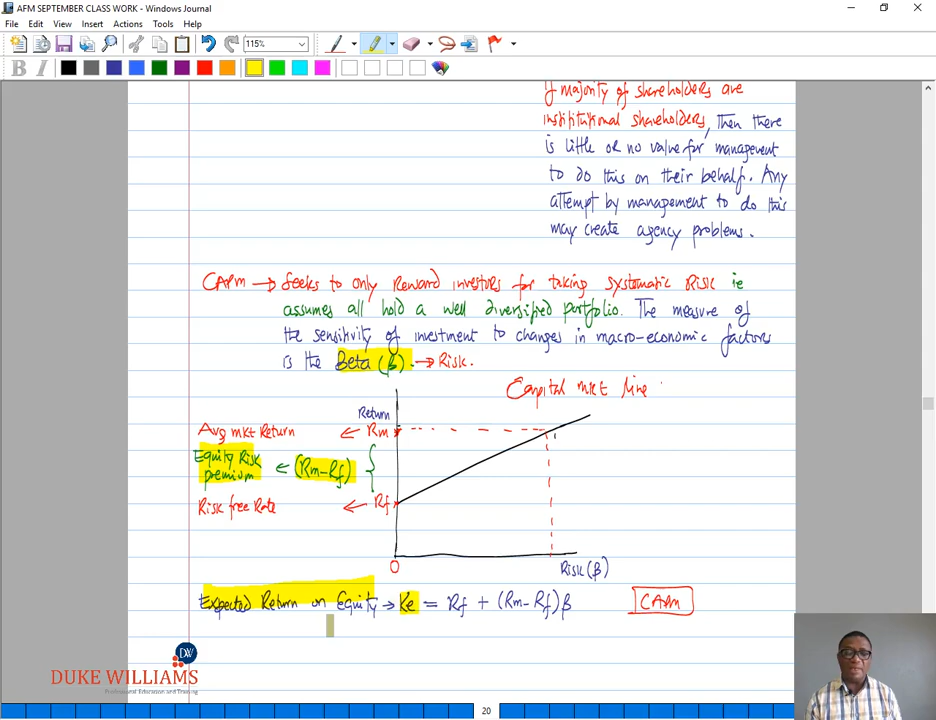 AFM SEPTEMBER CLASS WORK - Windows Journal
File Edit View Insert Actions Tools Help
115%
B I
If majority of shareholders are
institutional shareholders, then there
is little or no value for management
to do this on their behalf. Any
attempt by management to do this
may create agency problems.
CAPM → Seeks to only Reward investors for taking systematic Risk ie
assumes all hold a well diversified portfolio. The measure of
the sensitivity of investment to changes in macro-economic factors
is the Beta (β). → Risk.
Capital mkt line
Return
Avg mkt Return ← Rm
Equity Risk
premium ← (Rm-Rf) {
Risk free Rate ← Rf
0
Risk (β)
Expected Return on Equity → Ke = Rf + (Rm-Rf)β CAPM
DW
DUKE WILLIAMS
Professional Education and Training
20